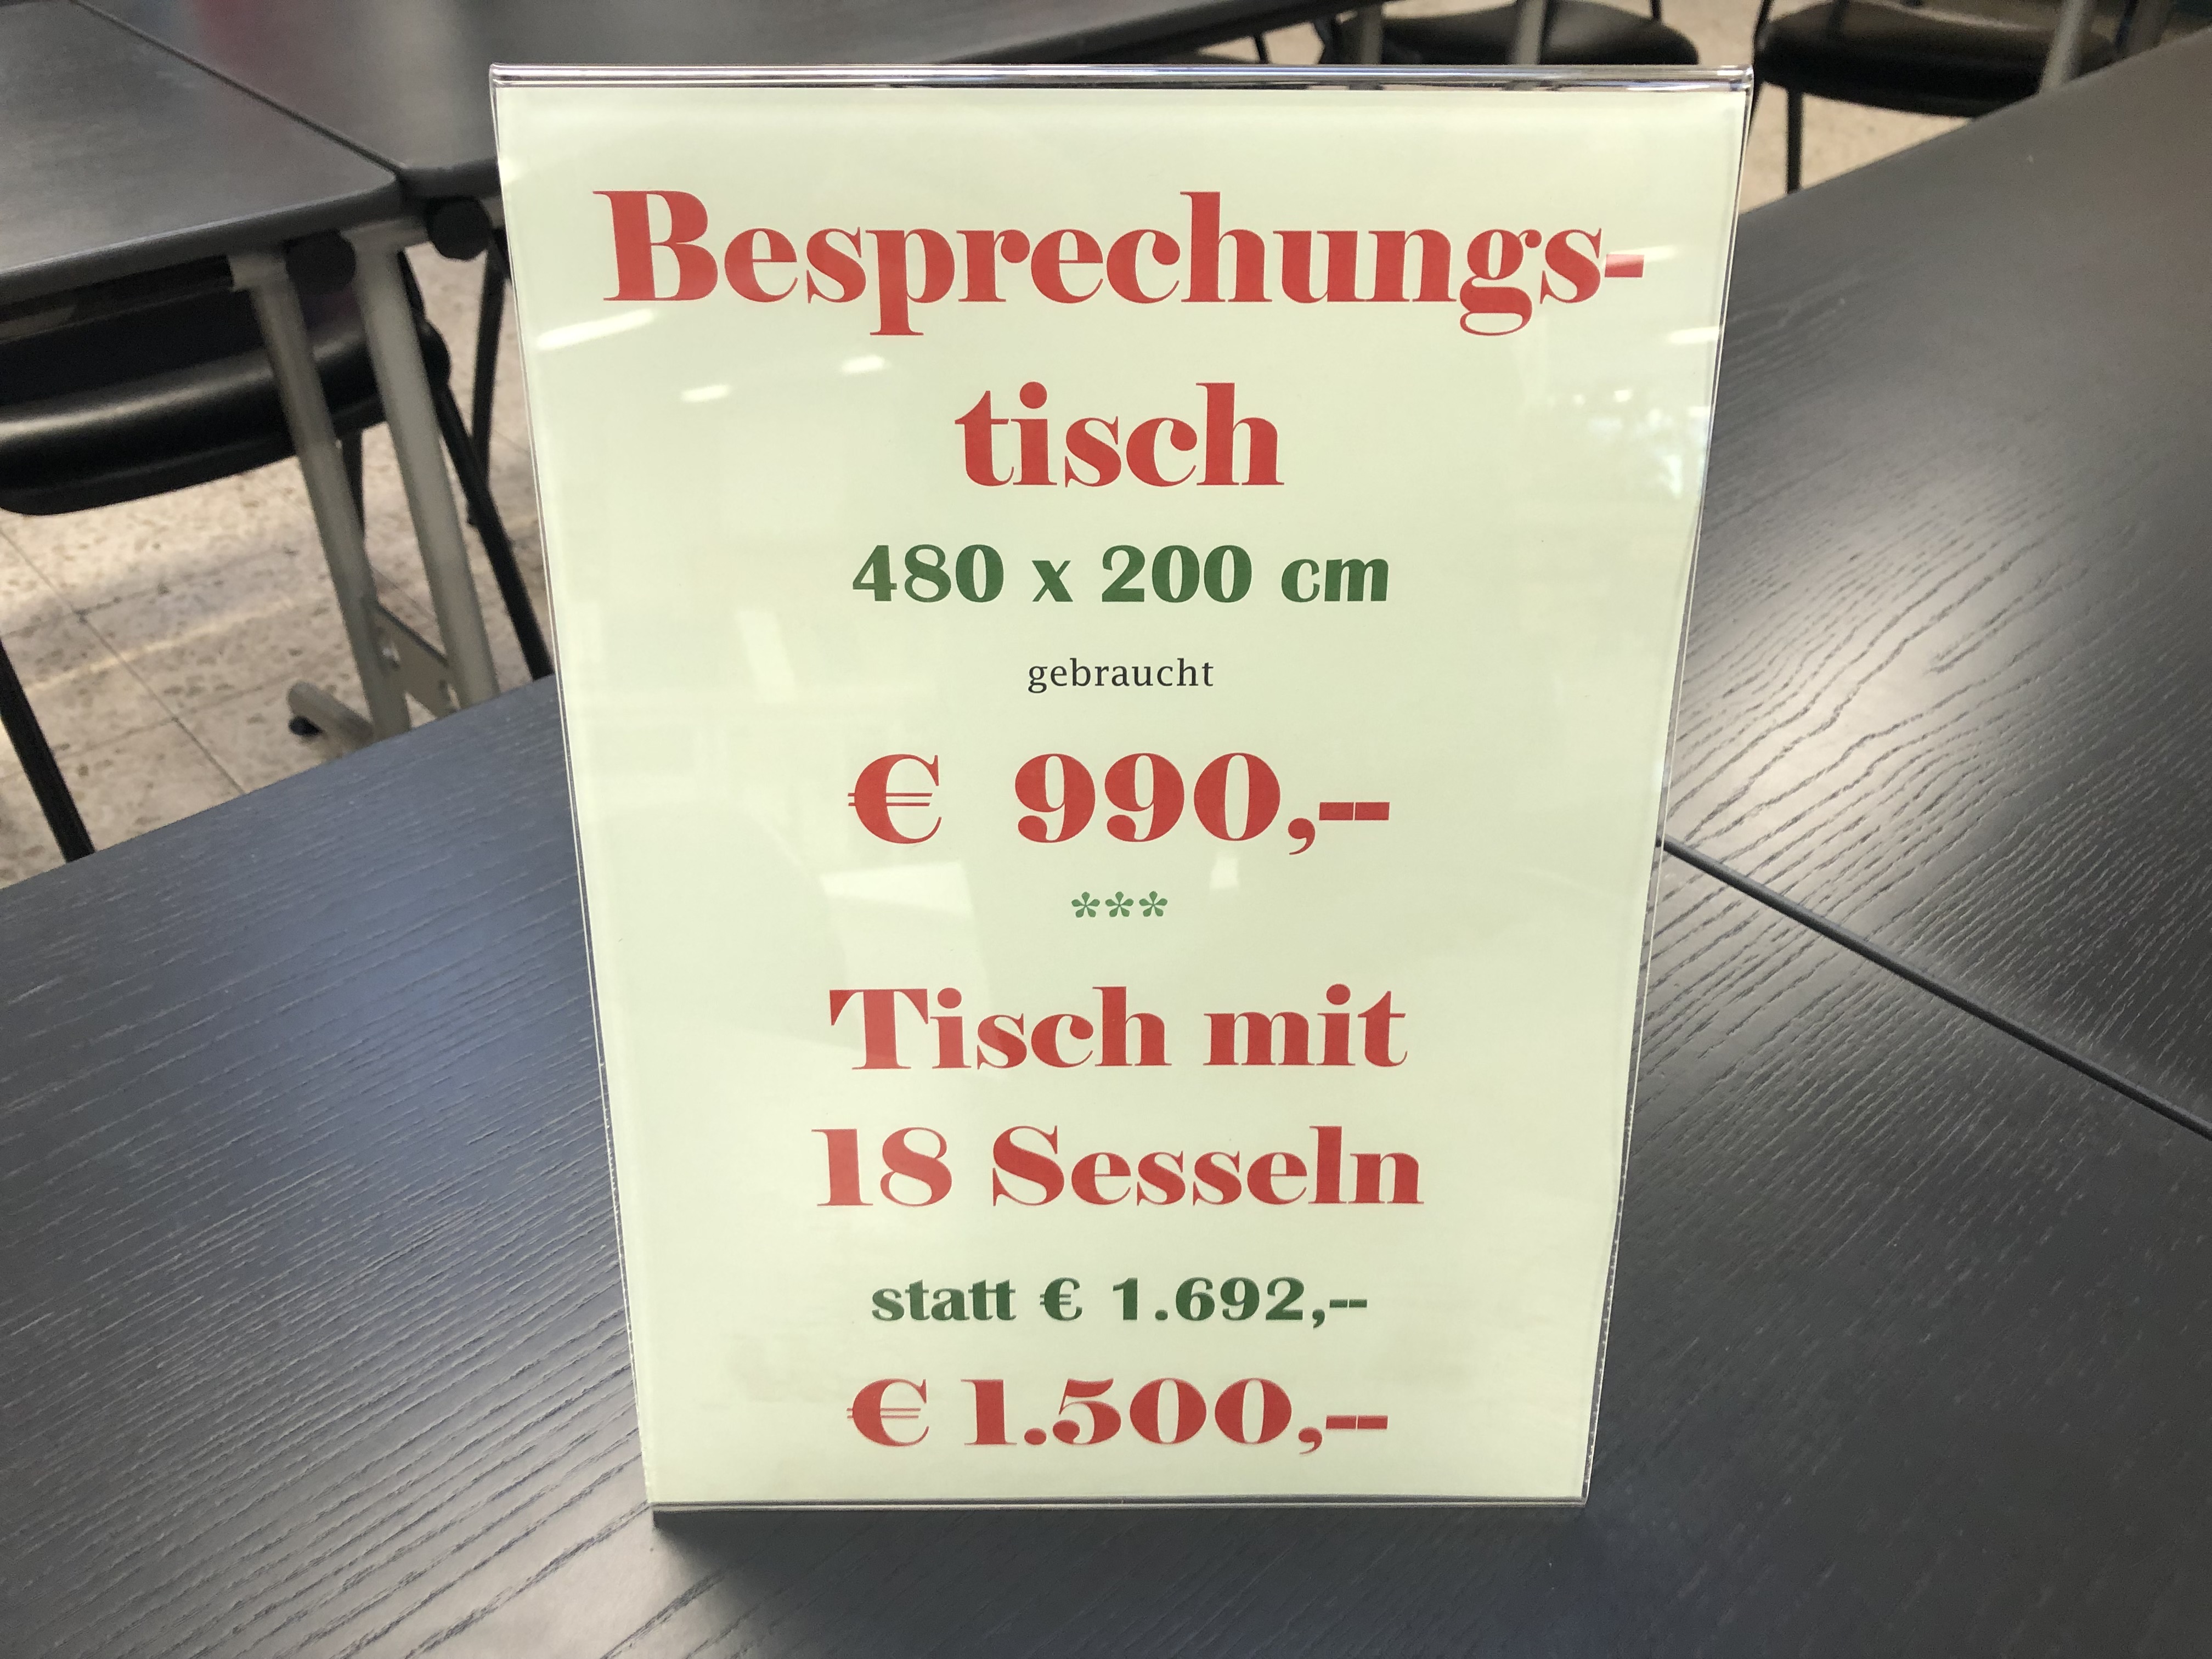 Besprechungs-
tisch
480 x 200 cm
gebraucht
€ 990,--
***
Tisch mit
18 Sesseln
statt € 1.692,--
€ 1.500,--